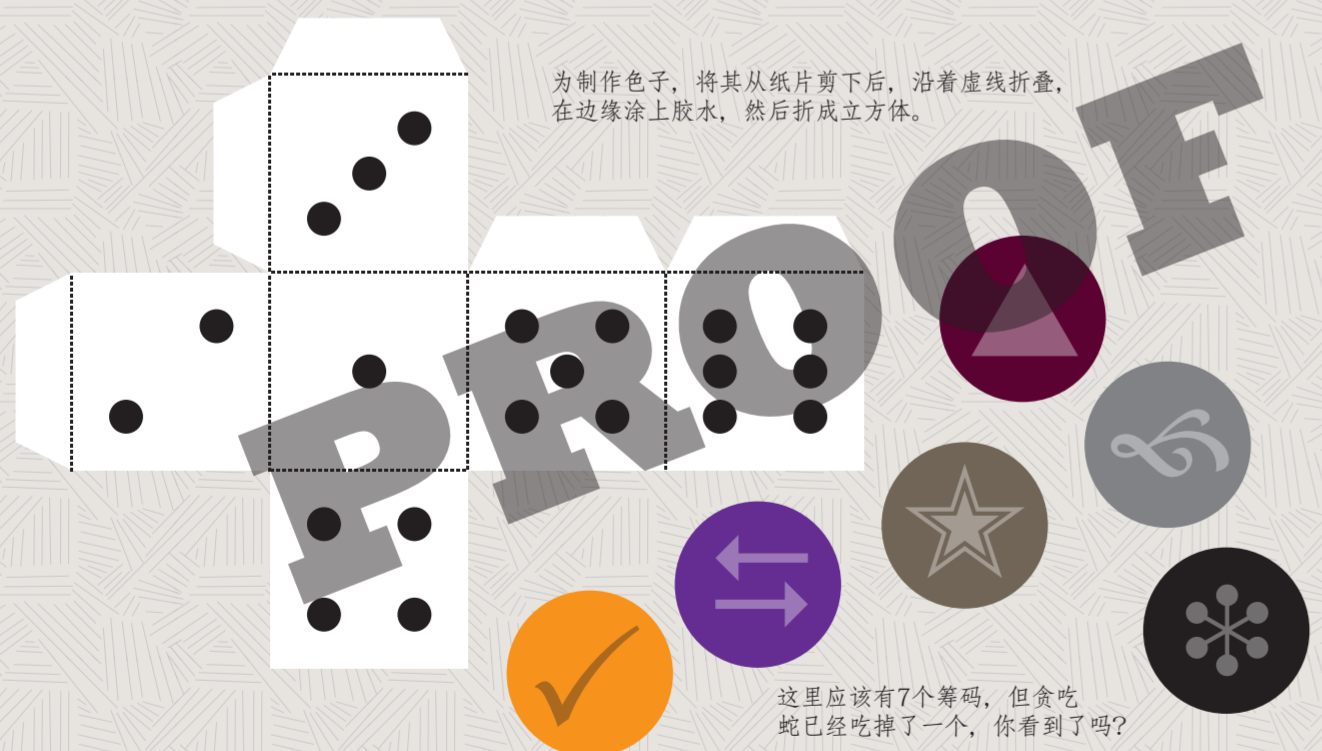 为制作色子，将其从纸片剪下后，沿着虚线折叠，
在边缘涂上胶水，然后折成立方体。
PROOF
这里应该有7个筹码，但贪吃
蛇已经吃掉了一个，你看到了吗?